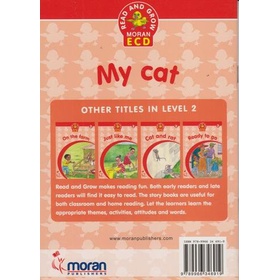 READ AND GROW
MORAN
ECD
My cat
OTHER TITLES IN LEVEL 2
On the farm
Just like me
Cat and rat
Ready to go
Read and Grow makes reading fun. Both early readers and late
readers will find it easy to read. The story books are useful
for both classroom and home reading. Let the learners learn the
appropriate themes, activities, attitudes and words.
www.moranpublishers.com
moran
PUBLISHERS